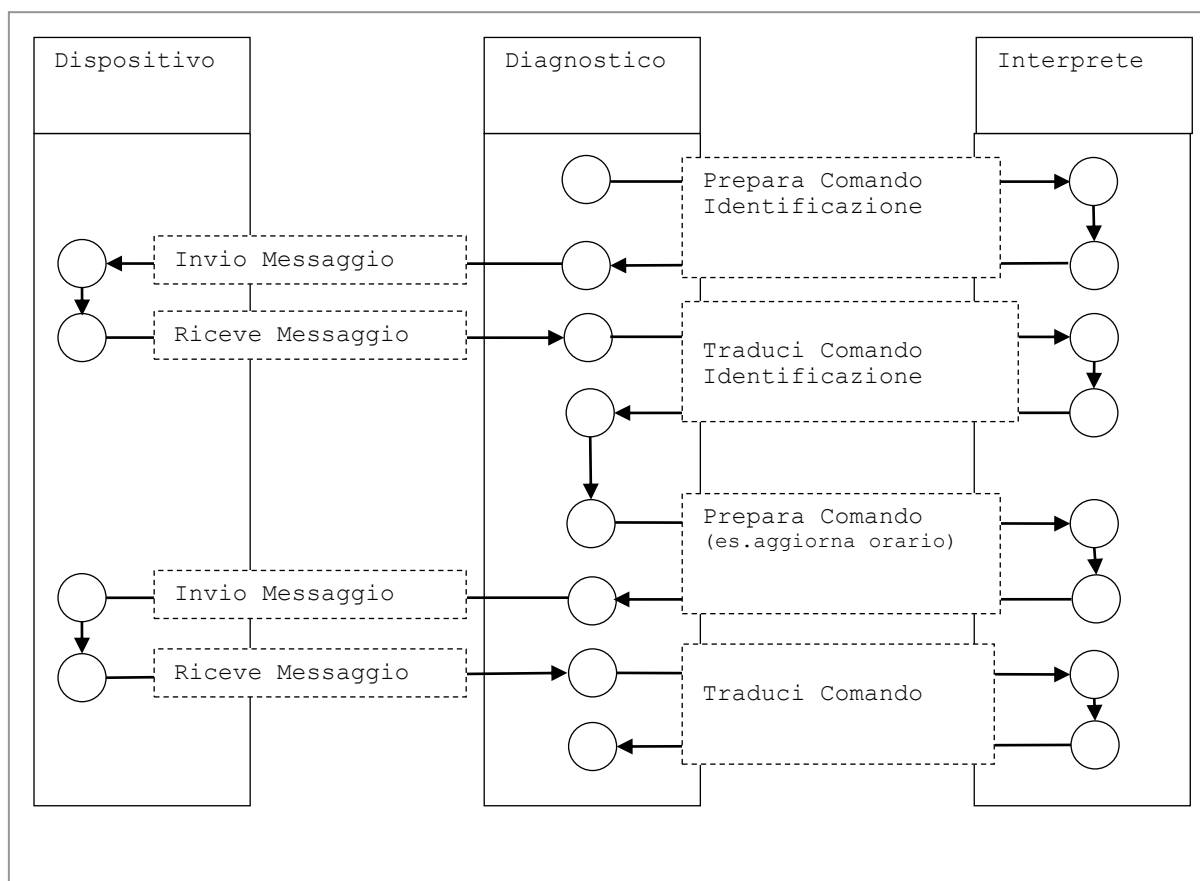 Dispositivo
Diagnostico
Interprete
Prepara Comando
Identificazione
Invio Messaggio
Riceve Messaggio
Traduci Comando
Identificazione
Prepara Comando
(es.aggiorna orario)
Invio Messaggio
Riceve Messaggio
Traduci Comando